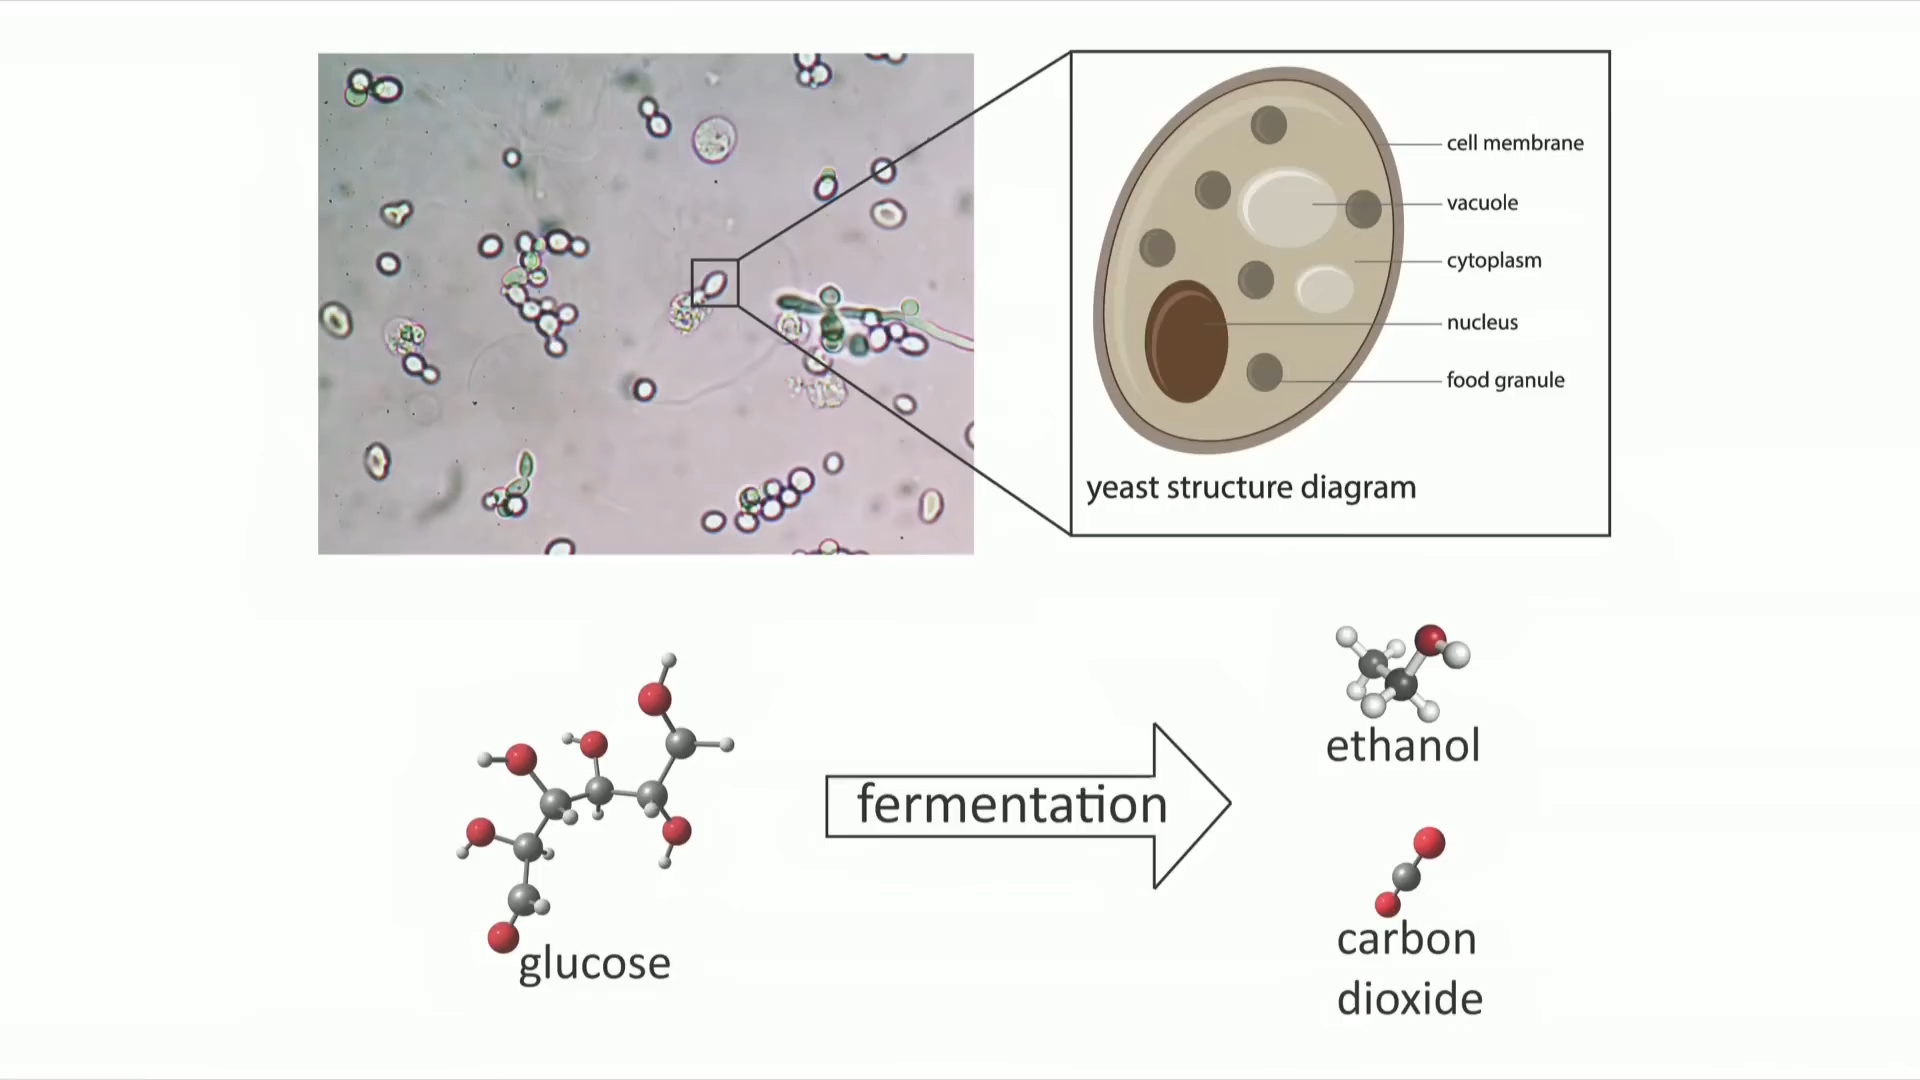 cell membrane
vacuole
cytoplasm
nucleus
food granule
yeast structure diagram
glucose
fermentation
ethanol
carbon
dioxide